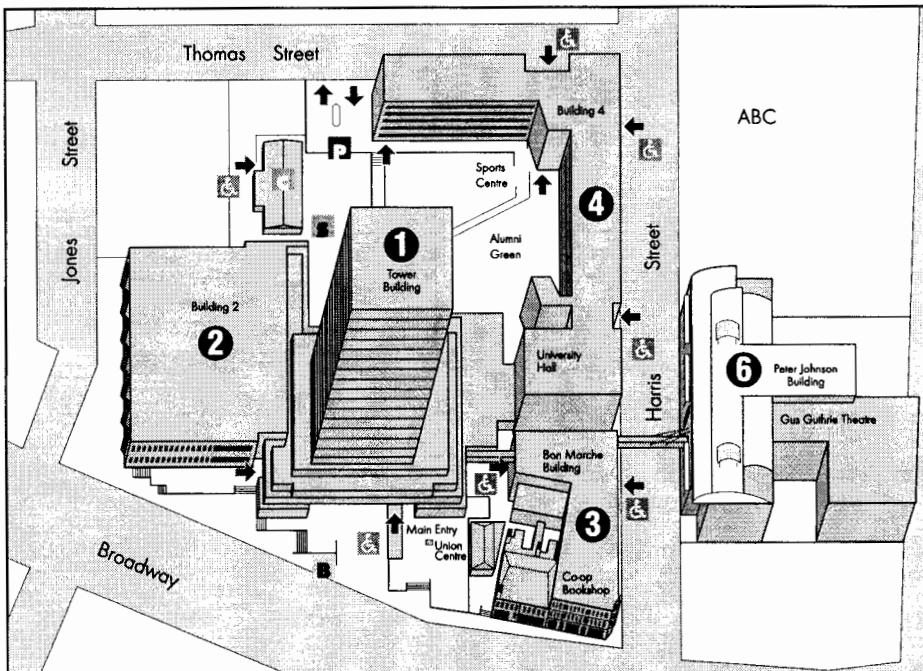 Thomas Street
Building 4
ABC
P
Jones Street
Sports
Centre
C
4
S
1
Tower
Building
Alumni
Green
Building 2
2
University
Hall
Harris Street
6
Peter Johnson
Building
Gus Guthrie Theatre
Bon Marche
Building
3
Main Entry
Union
Centre
Co-op
Bookshop
B
Broadway